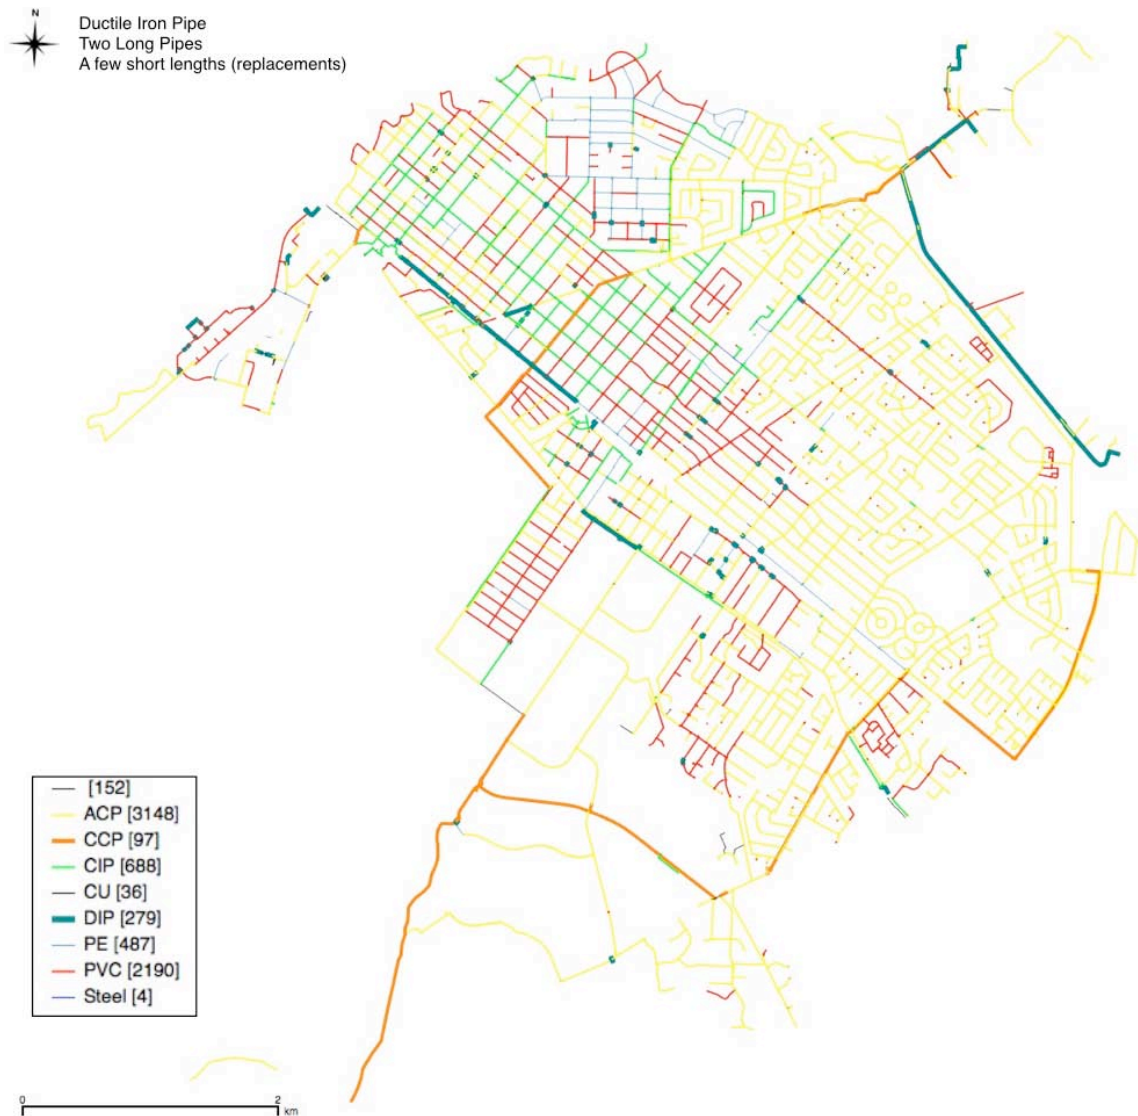 N
Ductile Iron Pipe
Two Long Pipes
A few short lengths (replacements)
[152]
ACP [3148]
CCP [97]
CIP [688]
CU [36]
DIP [279]
PE [487]
PVC [2190]
Steel [4]
0 2
km